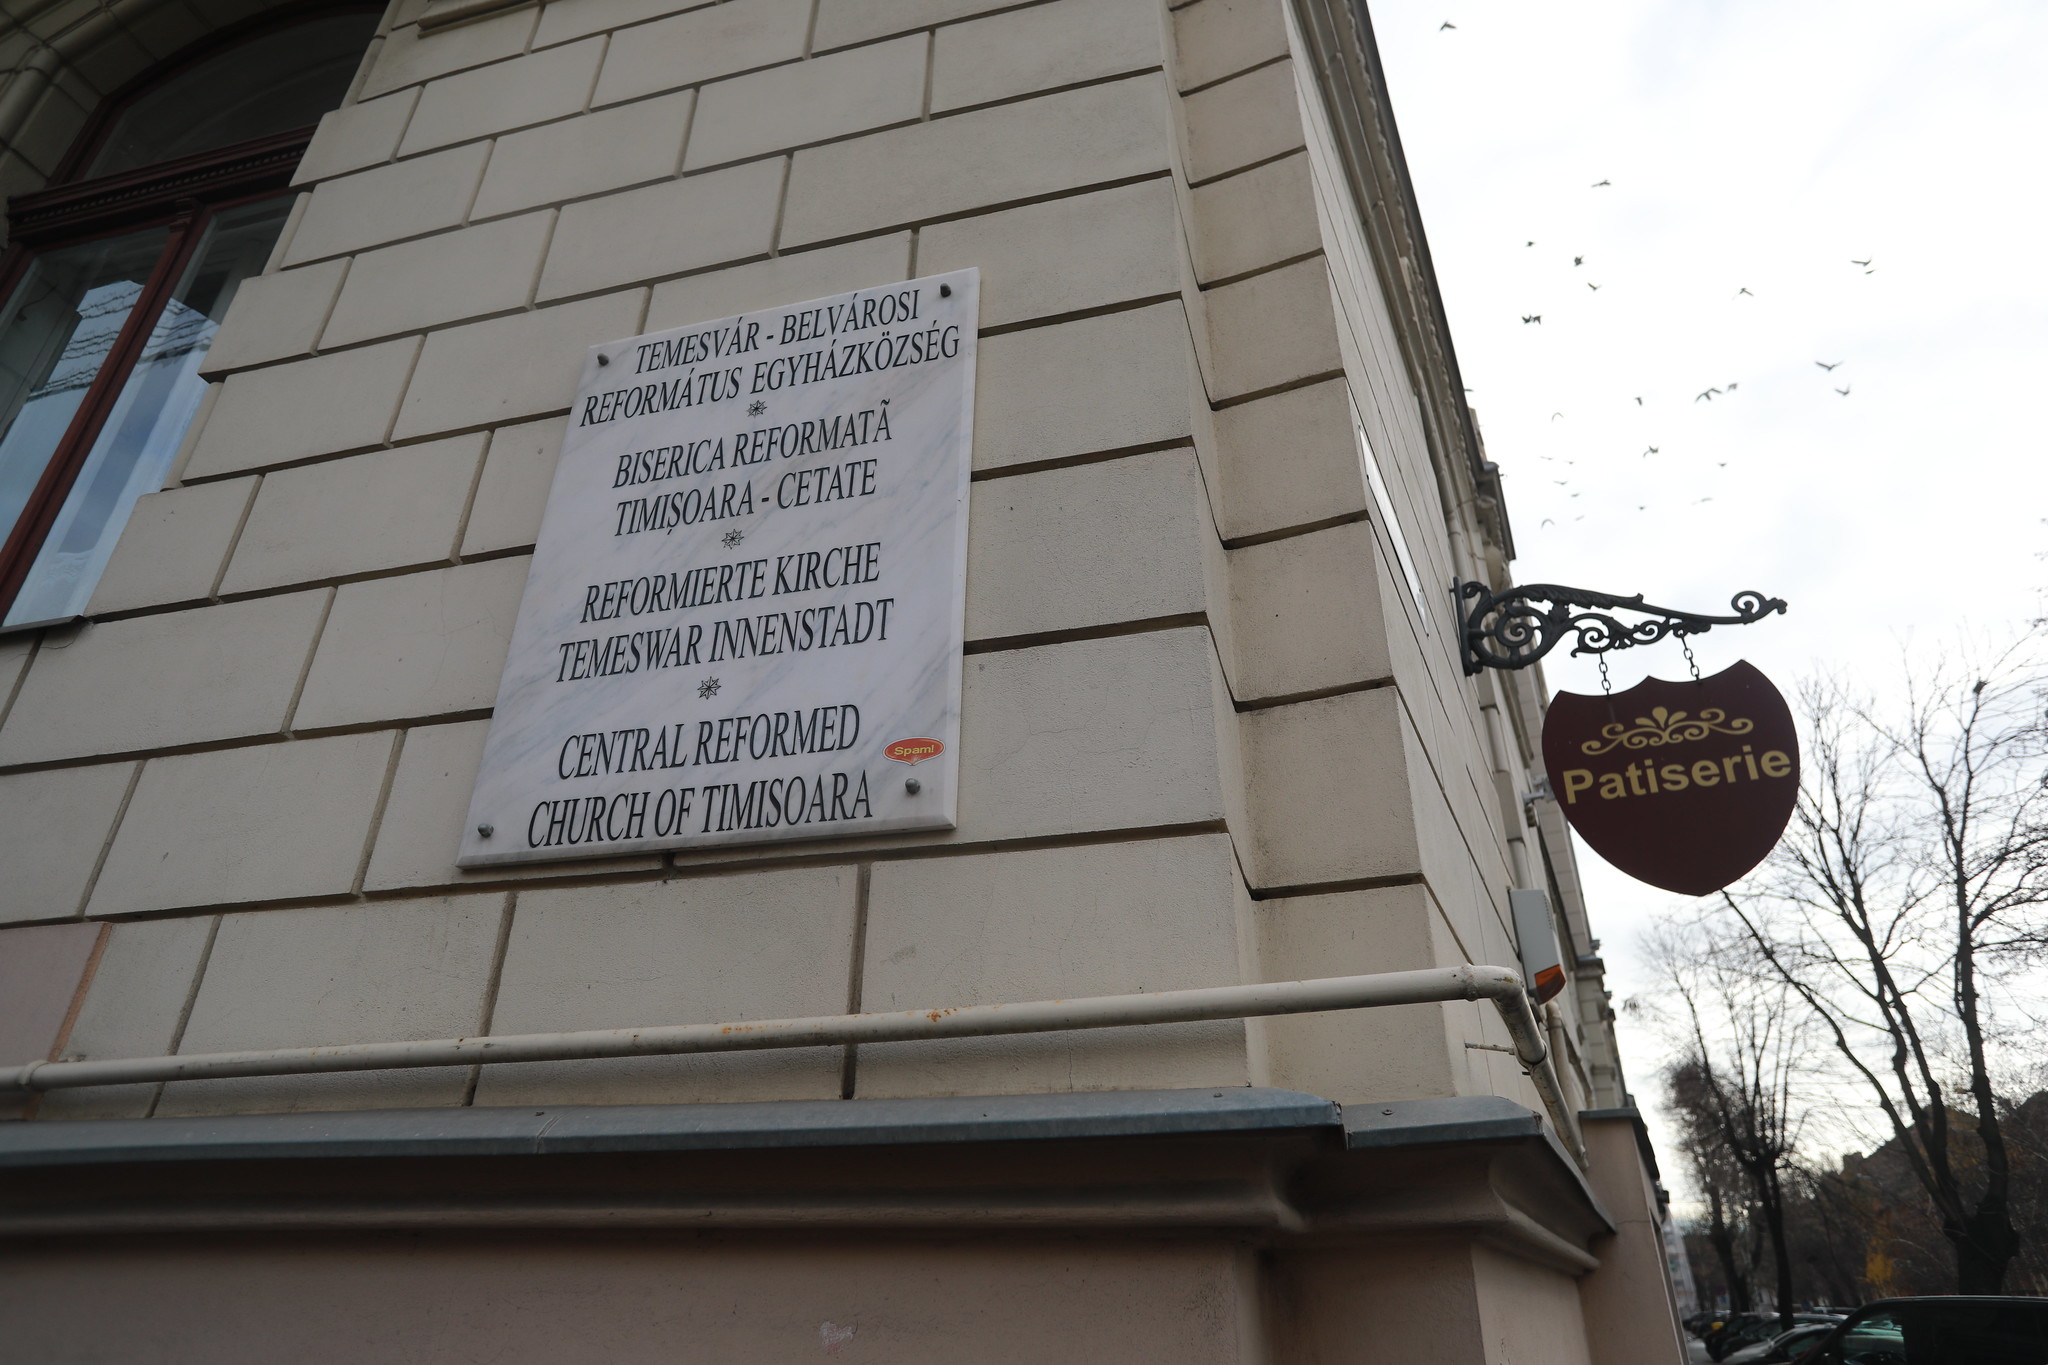 TEMESVÁR - BELVÁROSI
REFORMÁTUS EGYHÁZKÖZSÉG
BISERICA REFORMATÃ
TIMIȘOARA - CETATE
REFORMIERTE KIRCHE
TEMESWAR INNENSTADT
CENTRAL REFORMED
CHURCH OF TIMISOARA
Spam!
Patiserie